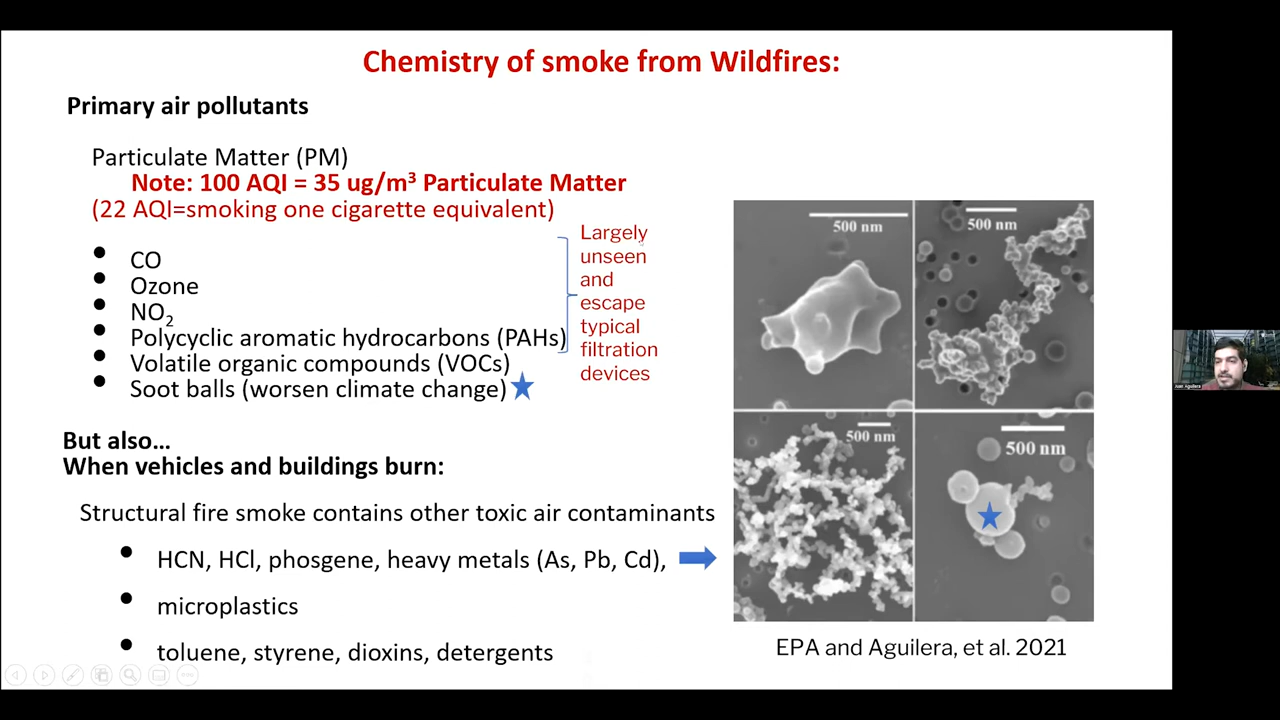 Chemistry of smoke from Wildfires:
Primary air pollutants
Particulate Matter (PM)
Note: 100 AQI = 35 ug/m³ Particulate Matter
(22 AQI=smoking one cigarette equivalent)
• CO
• Ozone
• NO₂
• Polycyclic aromatic hydrocarbons (PAHs)
• Volatile organic compounds (VOCs)
• Soot balls (worsen climate change)
Largely
unseen
and
escape
typical
filtration
devices
But also…
When vehicles and buildings burn:
Structural fire smoke contains other toxic air contaminants
• HCN, HCl, phosgene, heavy metals (As, Pb, Cd),
• microplastics
• toluene, styrene, dioxins, detergents
500 nm
500 nm
500 nm
500 nm
EPA and Aguilera, et al. 2021
Juan Aguilera